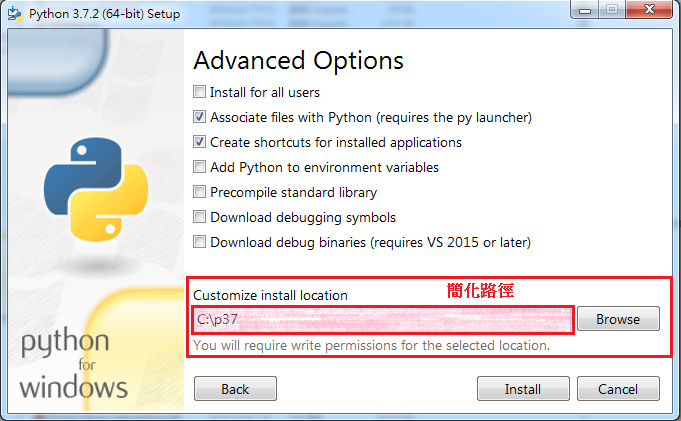 Python 3.7.2 (64-bit) Setup
Advanced Options
Install for all users
Associate files with Python (requires the py launcher)
Create shortcuts for installed applications
Add Python to environment variables
Precompile standard library
Download debugging symbols
Download debug binaries (requires VS 2015 or later)
簡化路徑
Customize install location
C:\p37
Browse
You will require write permissions for the selected location.
python
for
windows
Back
Install
Cancel